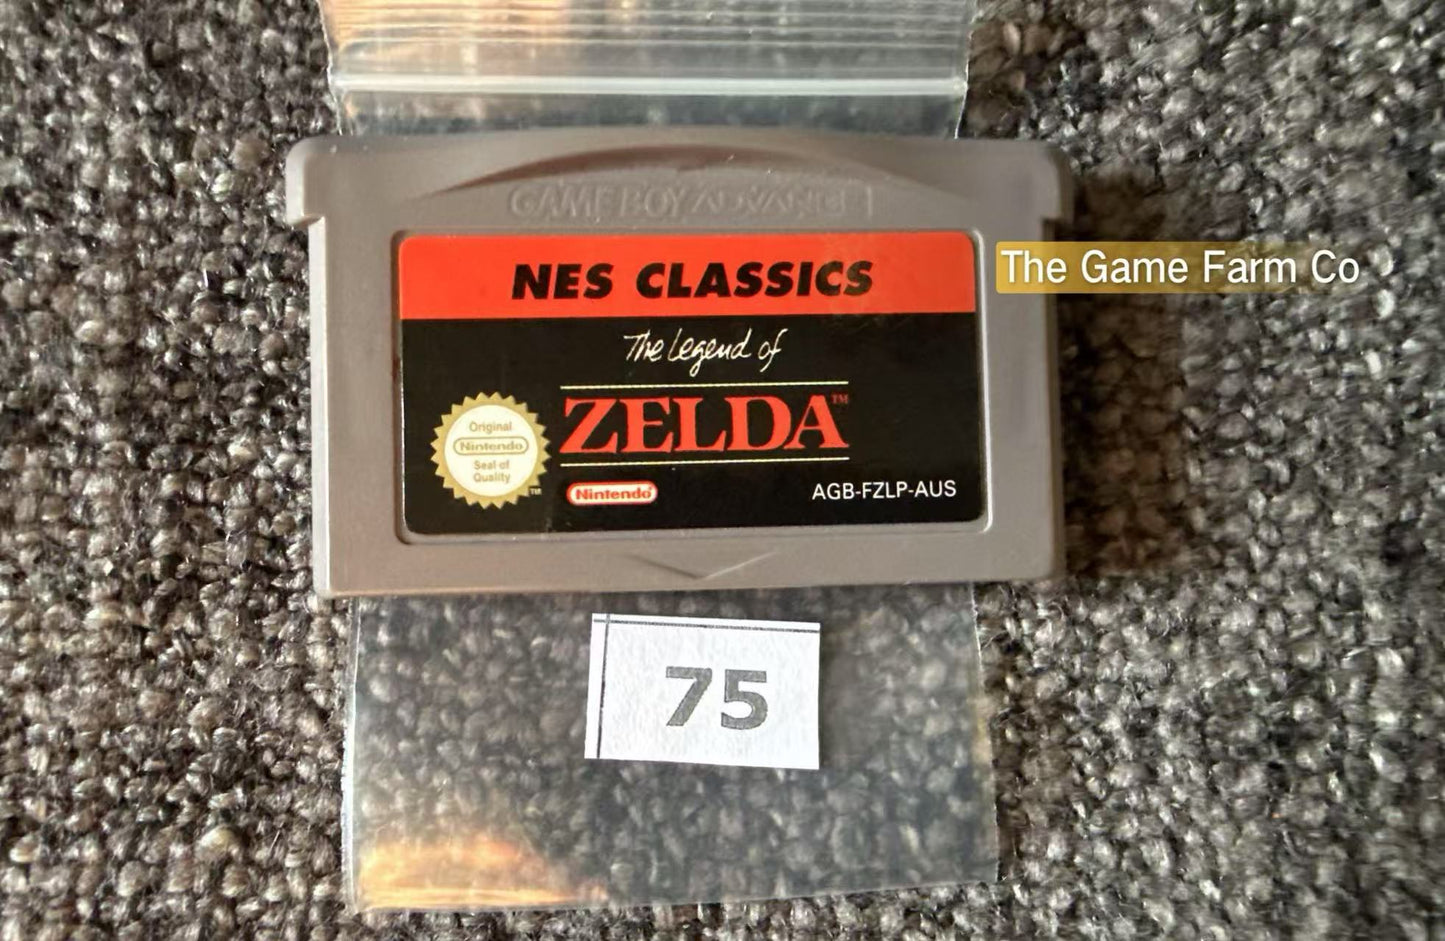 GAME BOY ADVANCE
NES CLASSICS
The Game Farm Co
The Legend of
ZELDA™
Original
Nintendo
Seal of
Quality
™
Nintendo
AGB-FZLP-AUS
75